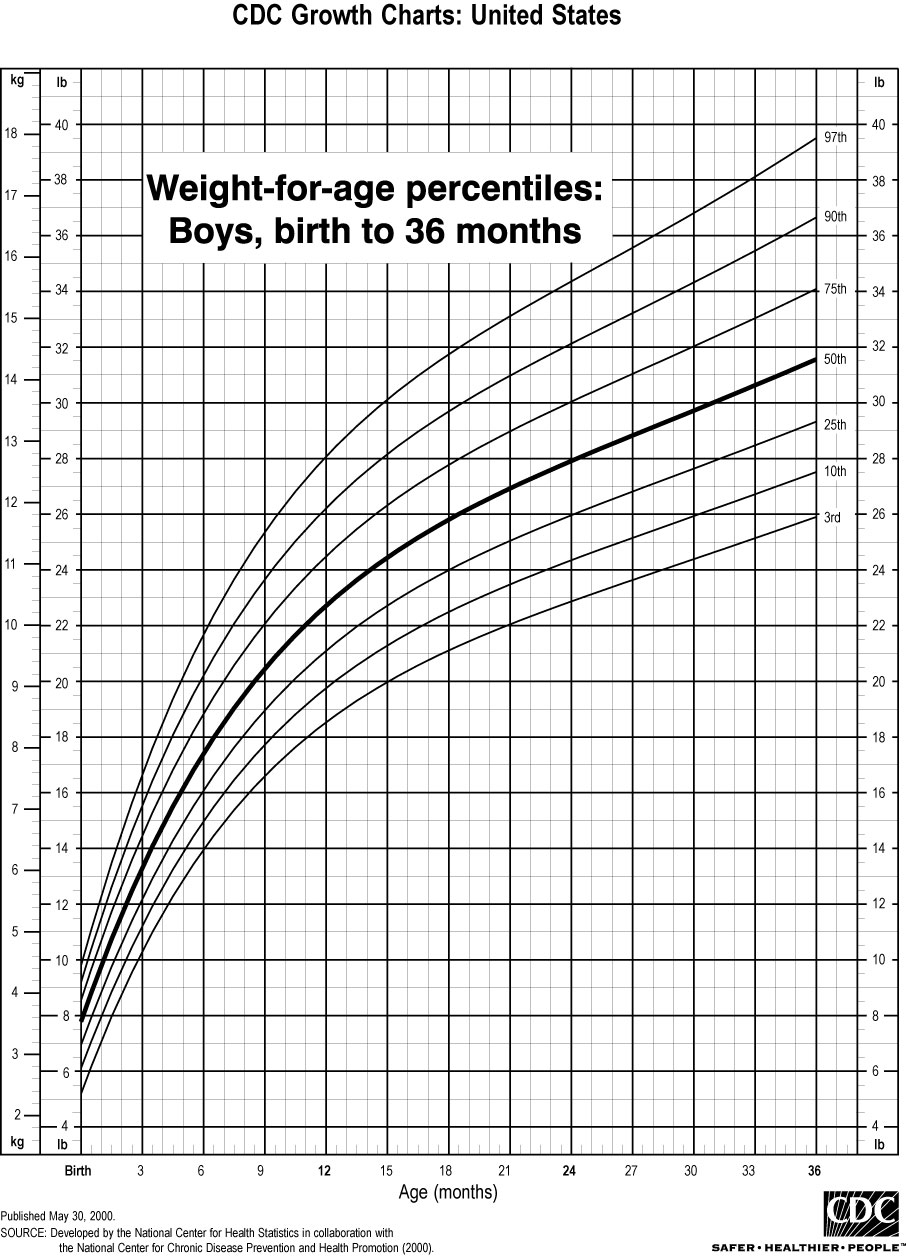 CDC Growth Charts: United States
kg lb lb
40 40
18
97th
38 38
Weight-for-age percentiles:
17
90th
Boys, birth to 36 months
36 36
16
75th
34 34
15
32 32
50th
14
30 30
25th
13
28 28
10th
12
26 26
3rd
11
24 24
10
22 22
9
20 20
8
18 18
16 16
7
14 14
6
12 12
5
10 10
4
8 8
3
6 6
2
4 4
kg lb lb
Birth 3 6 9 12 15 18 21 24 27 30 33 36
Age (months)
Published May 30, 2000.
SOURCE: Developed by the National Center for Health Statistics in collaboration with
the National Center for Chronic Disease Prevention and Health Promotion (2000).
CDC
SAFER • HEALTHIER • PEOPLE™